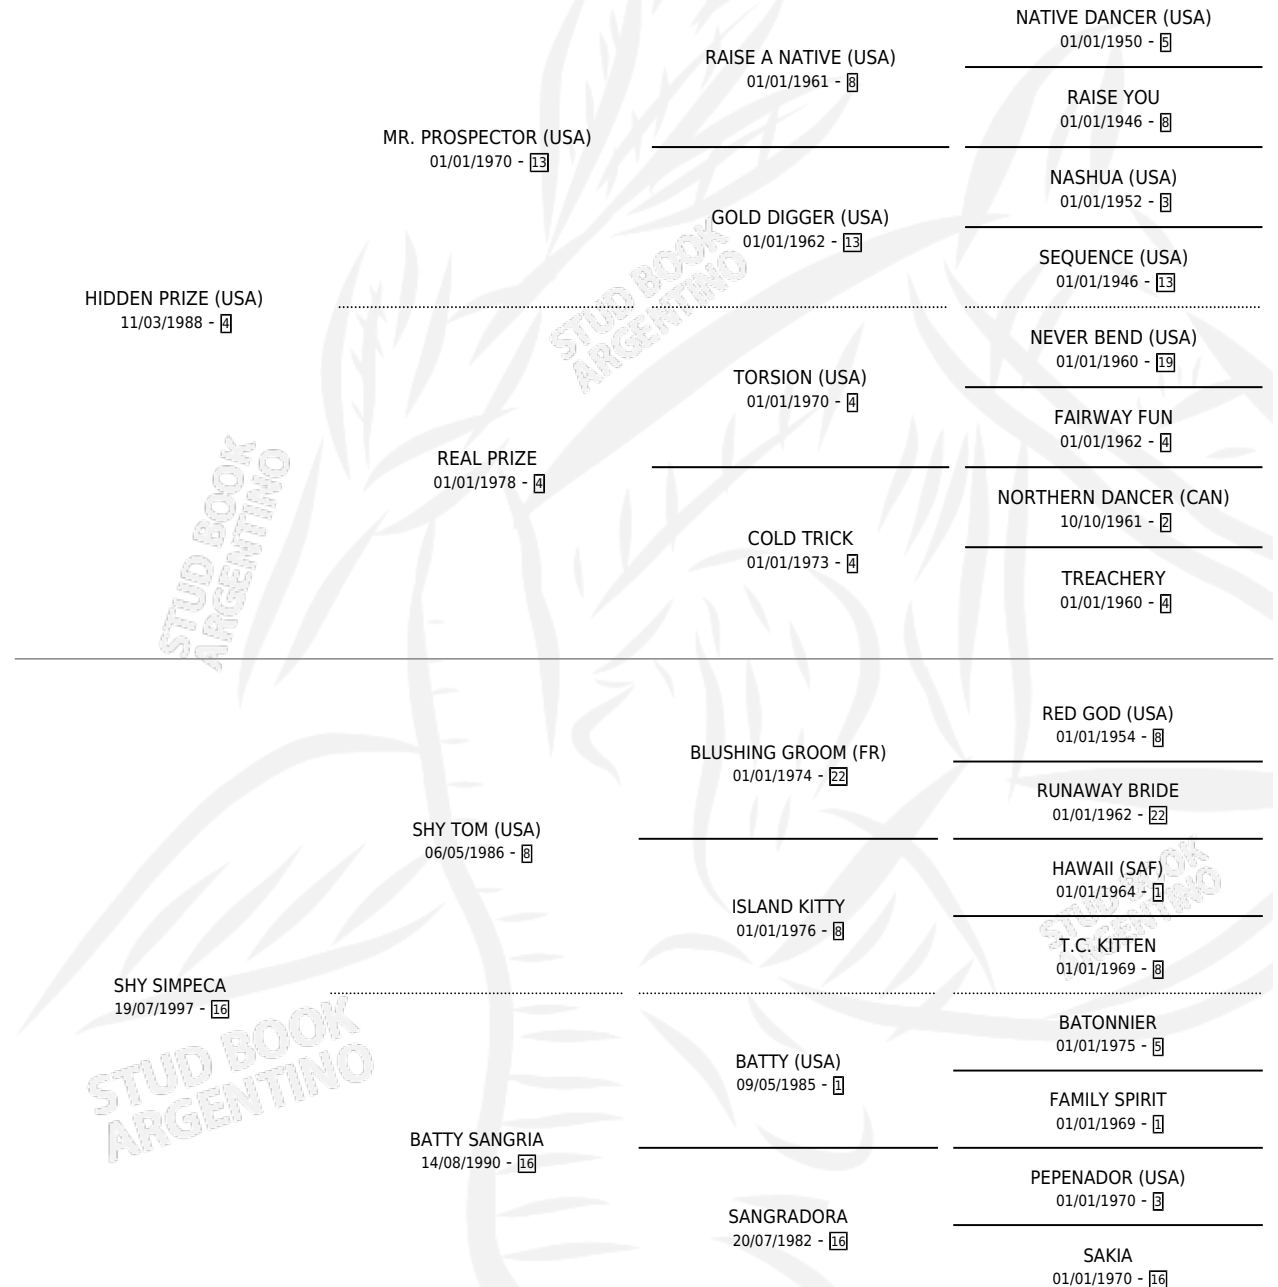 NATIVE DANCER (USA)
01/01/1950 - 5
RAISE A NATIVE (USA)
01/01/1961 - 8
RAISE YOU
01/01/1946 - 8
MR. PROSPECTOR (USA)
01/01/1970 - 13
NASHUA (USA)
01/01/1952 - 3
GOLD DIGGER (USA)
01/01/1962 - 13
SEQUENCE (USA)
01/01/1946 - 13
HIDDEN PRIZE (USA)
11/03/1988 - 4
NEVER BEND (USA)
01/01/1960 - 19
TORSION (USA)
01/01/1970 - 4
FAIRWAY FUN
01/01/1962 - 4
REAL PRIZE
01/01/1978 - 4
NORTHERN DANCER (CAN)
10/10/1961 - 2
COLD TRICK
01/01/1973 - 4
TREACHERY
01/01/1960 - 4
RED GOD (USA)
01/01/1954 - 8
BLUSHING GROOM (FR)
01/01/1974 - 22
RUNAWAY BRIDE
01/01/1962 - 22
SHY TOM (USA)
06/05/1986 - 8
HAWAII (SAF)
01/01/1964 - 1
ISLAND KITTY
01/01/1976 - 8
T.C. KITTEN
01/01/1969 - 8
SHY SIMPECA
19/07/1997 - 16
BATONNIER
01/01/1975 - 5
BATTY (USA)
09/05/1985 - 1
FAMILY SPIRIT
01/01/1969 - 1
BATTY SANGRIA
14/08/1990 - 16
PEPENADOR (USA)
01/01/1970 - 3
SANGRADORA
20/07/1982 - 16
SAKIA
01/01/1970 - 16
STUD BOOK
ARGENTINO
STUD BOOK
ARGENTINO
STUD BOOK
ARGENTINO
STUD BOOK
ARGENTINO